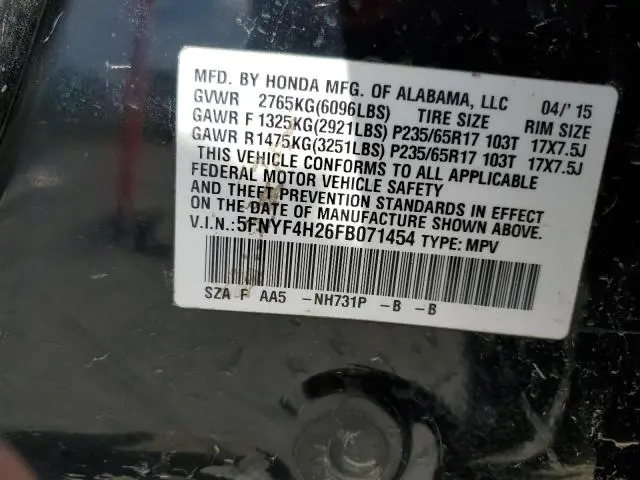 MFD. BY HONDA MFG. OF ALABAMA, LLC 04/'15
GVWR 2765KG(6096LBS) TIRE SIZE RIM SIZE
GAWR F 1325KG(2921LBS) P235/65R17 103T 17X7.5J
GAWR R1475KG(3251LBS) P235/65R17 103T 17X7.5J
THIS VEHICLE CONFORMS TO ALL APPLICABLE
FEDERAL MOTOR VEHICLE SAFETY
AND THEFT PREVENTION STANDARDS IN EFFECT
ON THE DATE OF MANUFACTURE SHOWN ABOVE.
V.I.N.:5FNYF4H26FB071454 TYPE: MPV
SZA F AA5 -NH731P -B -B